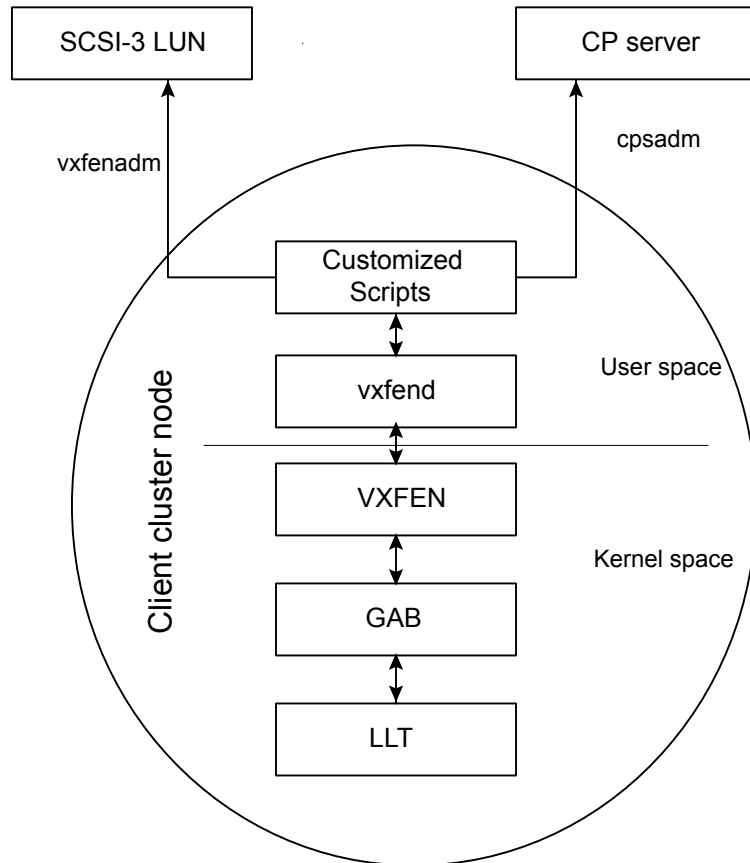 SCSI-3 LUN
CP server
vxfenadm
cpsadm
Customized
Scripts
vxfend
User space
Client cluster node
VXFEN
Kernel space
GAB
LLT